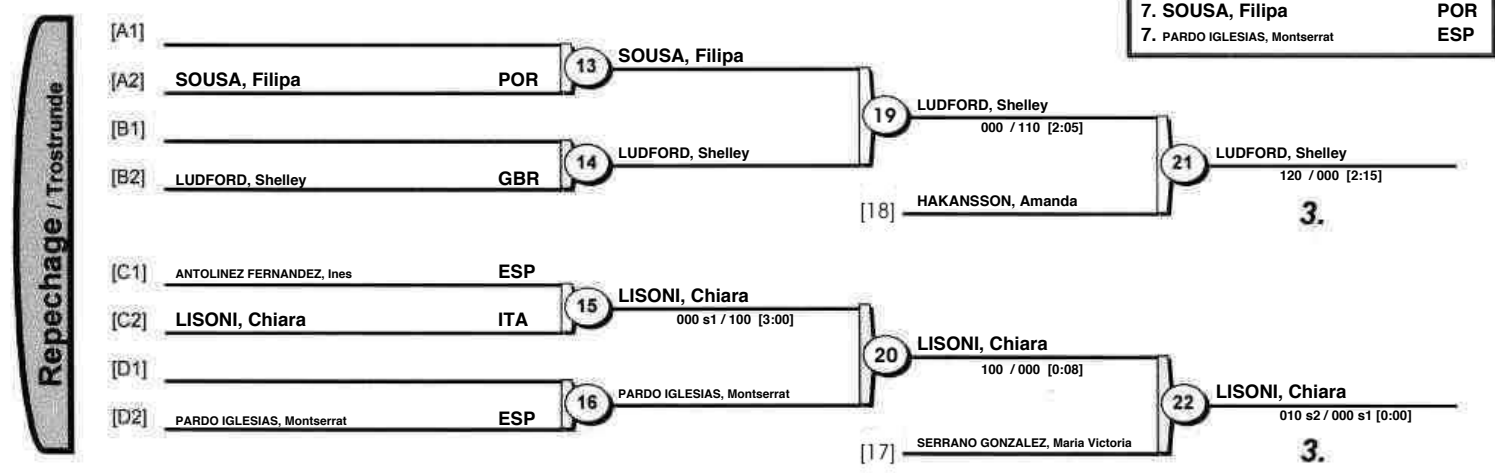 7. SOUSA, Filipa POR
7. PARDO IGLESIAS, Montserrat ESP
Repechage / Trostrunde
[A1]
[A2] SOUSA, Filipa POR
13 SOUSA, Filipa
[B1]
[B2] LUDFORD, Shelley GBR
14 LUDFORD, Shelley
19 LUDFORD, Shelley
000 / 110 [2:05]
[18] HAKANSSON, Amanda
21 LUDFORD, Shelley
120 / 000 [2:15]
3.
[C1] ANTOLINEZ FERNANDEZ, Ines ESP
[C2] LISONI, Chiara ITA
15 LISONI, Chiara
000 s1 / 100 [3:00]
[D1]
[D2] PARDO IGLESIAS, Montserrat ESP
16 PARDO IGLESIAS, Montserrat
20 LISONI, Chiara
100 / 000 [0:08]
[17] SERRANO GONZALEZ, Maria Victoria
22 LISONI, Chiara
010 s2 / 000 s1 [0:00]
3.